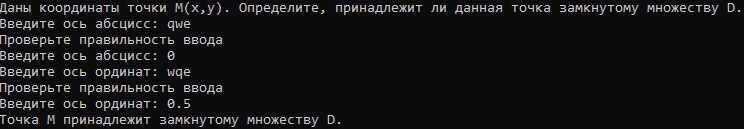 Даны координаты точки M(x,y). Определите, принадлежит ли данная точка замкнутому множеству D.
Введите ось абсцисс: qwe
Проверьте правильность ввода
Введите ось абсцисс: 0
Введите ось ординат: wqe
Проверьте правильность ввода
Введите ось ординат: 0.5
Точка M принадлежит замкнутому множеству D.